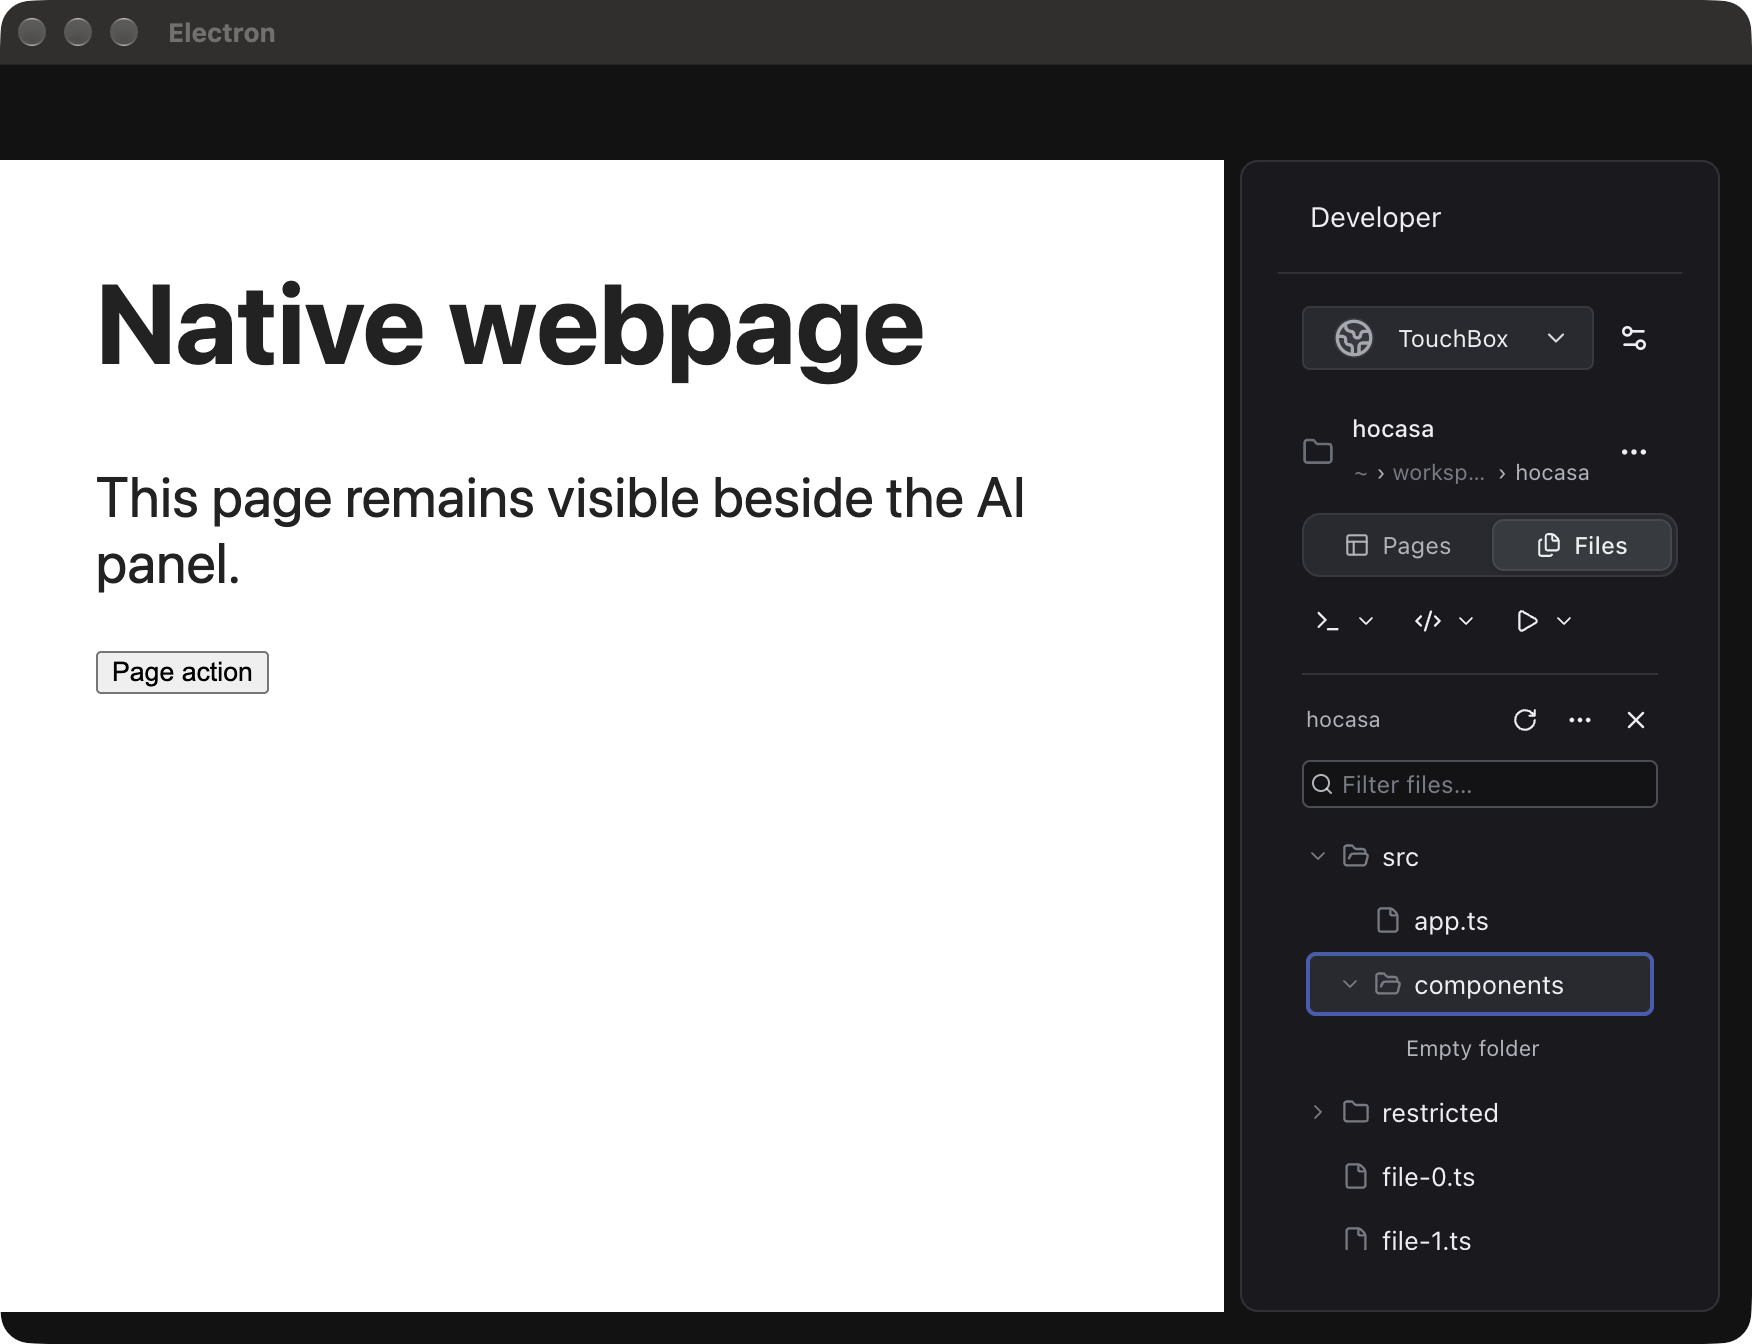 Electron
Native webpage
This page remains visible beside the AI
panel.
Page action
Developer
TouchBox
hocasa
~ › worksp... › hocasa
Pages
Files
hocasa
Filter files...
src
app.ts
components
Empty folder
restricted
file-0.ts
file-1.ts